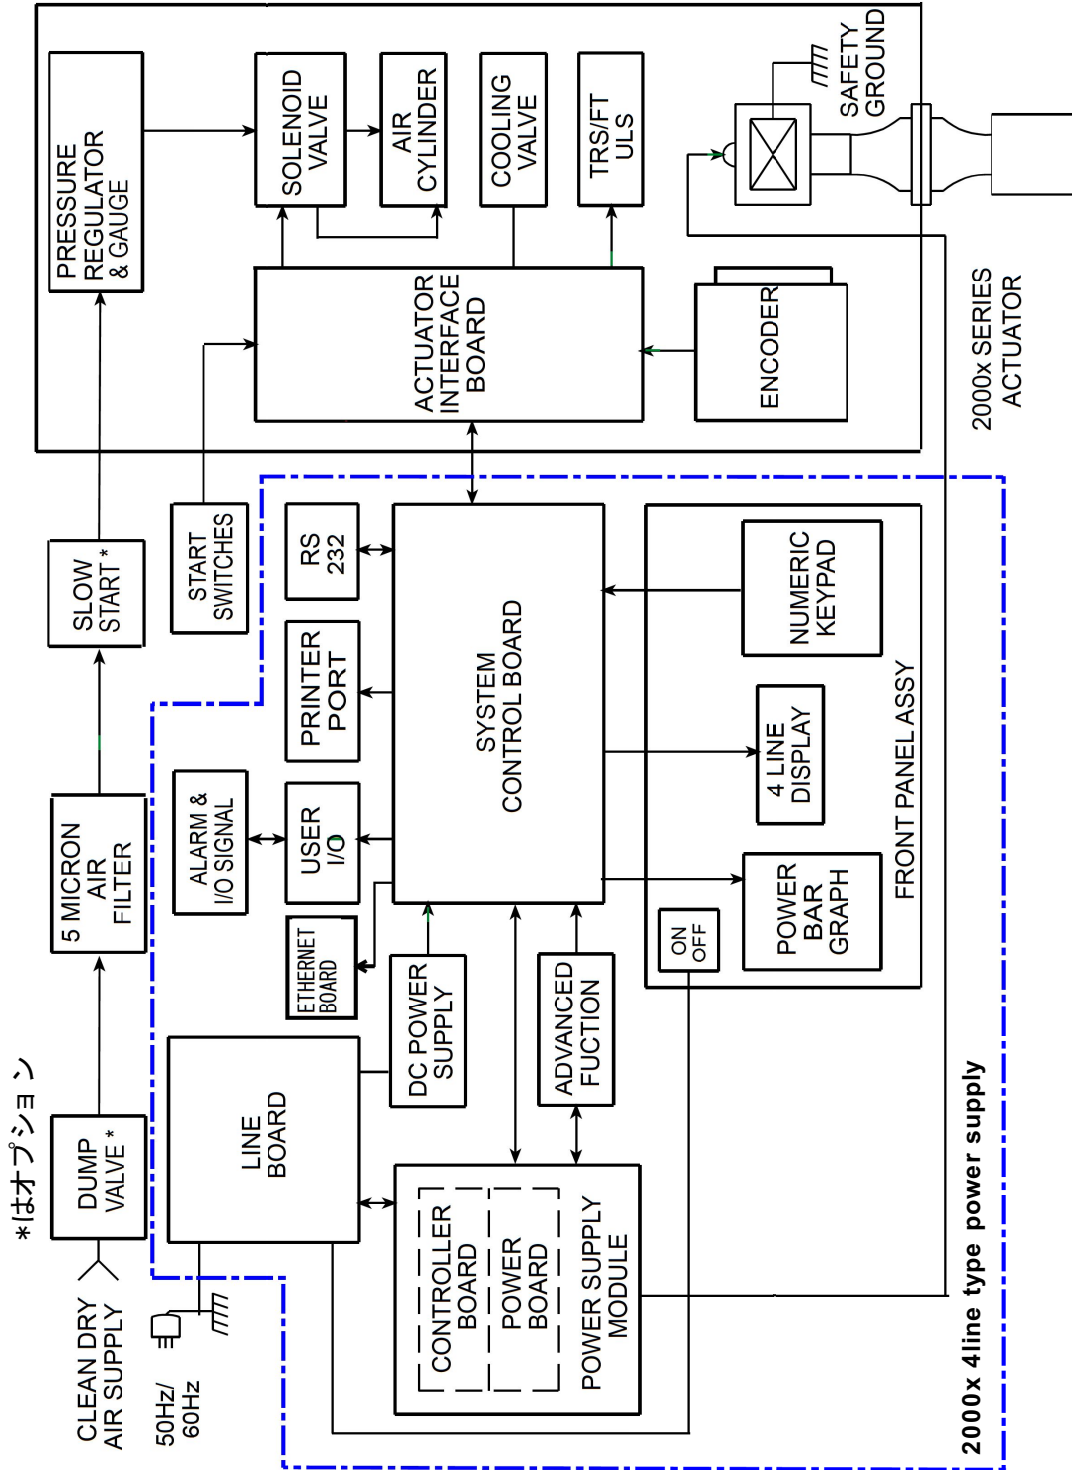 *はオプション
CLEAN DRY
AIR SUPPLY
DUMP
VALVE *
5 MICRON
AIR
FILTER
SLOW
START *
PRESSURE
REGULATOR
& GAUGE
50Hz/
60Hz
LINE
BOARD
ALARM &
I/O SIGNAL
START
SWITCHES
ETHERNET
BOARD
USER
I/O
PRINTER
PORT
RS
232
SOLENOID
VALVE
AIR
CYLINDER
COOLING
VALVE
TRS/FT
ULS
CONTROLLER
BOARD
POWER
BOARD
POWER SUPPLY
MODULE
DC POWER
SUPPLY
ADVANCED
FUCTION
SYSTEM
CONTROL BOARD
ACTUATOR
INTERFACE
BOARD
ON
OFF
POWER
BAR
GRAPH
4 LINE
DISPLAY
NUMERIC
KEYPAD
FRONT PANEL ASSY
ENCODER
SAFETY
GROUND
2000x 4line type power supply
2000x SERIES
ACTUATOR